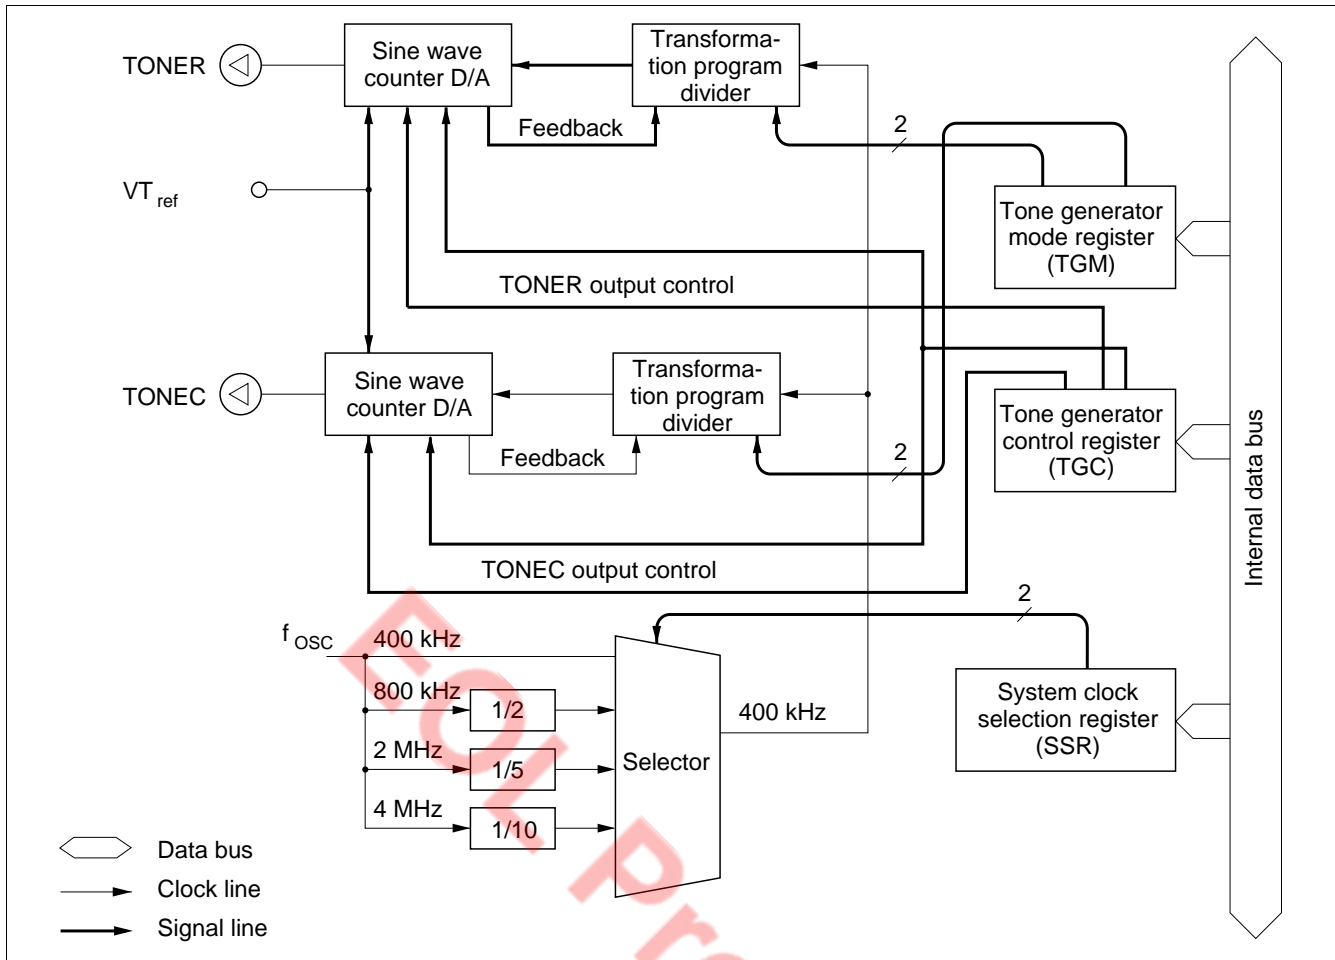 TONER
Sine wave
counter D/A
Transforma-
tion program
divider
Feedback
2
VT ref
Tone generator
mode register
(TGM)
TONER output control
TONEC
Sine wave
counter D/A
Transforma-
tion program
divider
Feedback
2
Tone generator
control register
(TGC)
Internal data bus
TONEC output control
2
f OSC
400 kHz
800 kHz
1/2
2 MHz
1/5
4 MHz
1/10
Selector
400 kHz
System clock
selection register
(SSR)
Data bus
Clock line
Signal line
EOL Pro